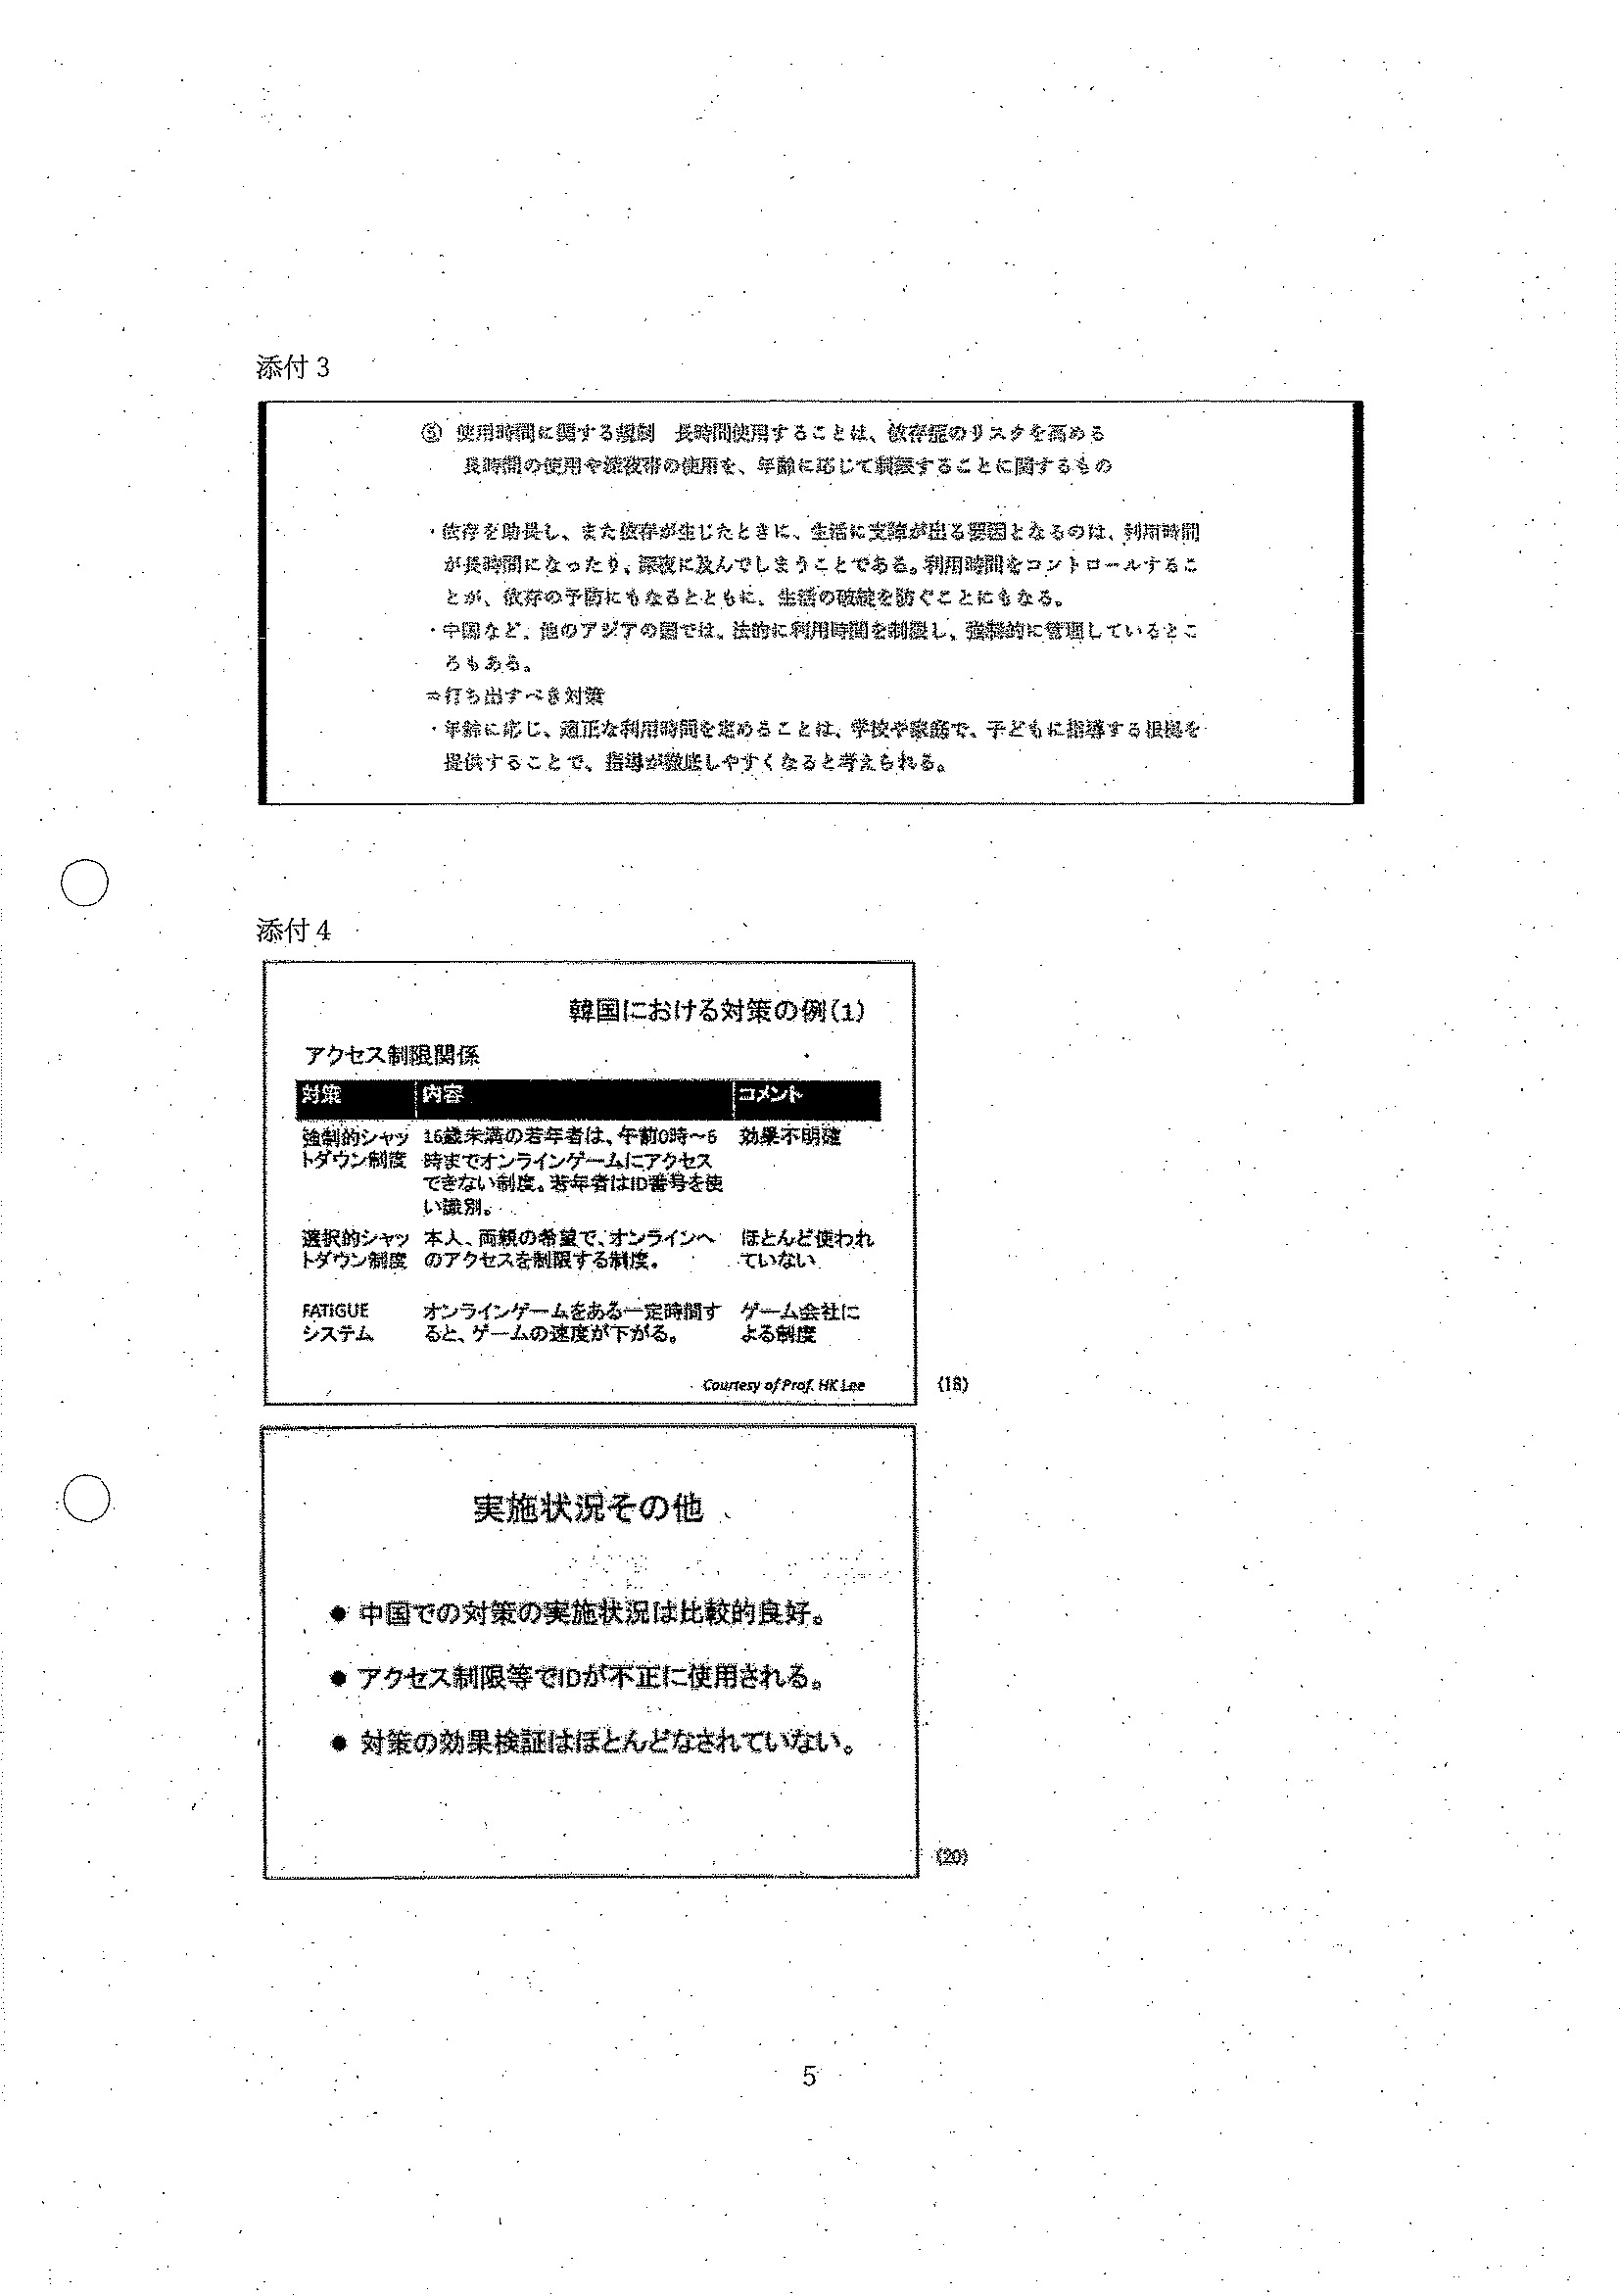 添付3
⑤ 使用時間に関する規制 長時間使用することは、依存症のリスクを高める
長時間の使用や深夜帯の使用を、年齢に応じて制限することに関するもの
・依存を助長し、また依存が生じたときに、生活に支障が出る要因となるのは、利用時間
が長時間になったり、深夜に及んでしまうことである。利用時間をコントロールするこ
とが、依存の予防にもなるとともに、生活の破綻を防ぐことにもなる。
・中国など、他のアジアの国では、法的に利用時間を制限し、強制的に管理しているとこ
ろもある。
⇒打ち出すべき対策
・年齢に応じ、適正な利用時間を定めることは、学校や家庭で、子どもに指導する根拠を
提供することで、指導が徹底しやすくなると考えられる。
添付4
韓国における対策の例(1)
アクセス制限関係
対策 内容 コメント
強制的シャッ 16歳未満の若年者は、午前0時~6 効果不明確
トダウン制度 時までオンラインゲームにアクセス
できない制度。若年者はID番号を使
い識別。
選択的シャッ 本人、両親の希望で、オンラインへ ほとんど使われ
トダウン制度 のアクセスを制限する制度。 ていない
FATIGUE オンラインゲームをある一定時間す ゲーム会社に
システム ると、ゲームの速度が下がる。 よる制度
Courtesy of Prof. HK Lee
(18)
実施状況その他
● 中国での対策の実施状況は比較的良好。
● アクセス制限等でIDが不正に使用される。
● 対策の効果検証はほとんどなされていない。
(20)
5